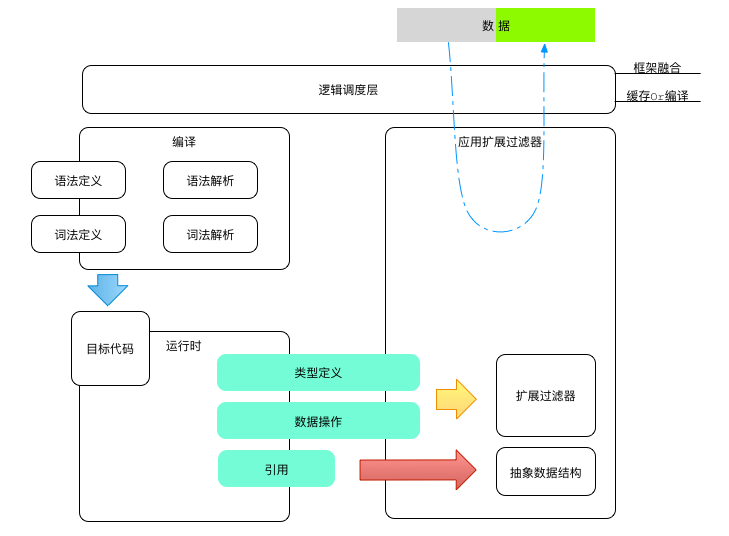 数 据
框架融合
逻辑调度层
缓存Or编译
编译
应用扩展过滤器
语法定义
语法解析
词法定义
词法解析
目标代码
运行时
类型定义
扩展过滤器
数据操作
引用
抽象数据结构